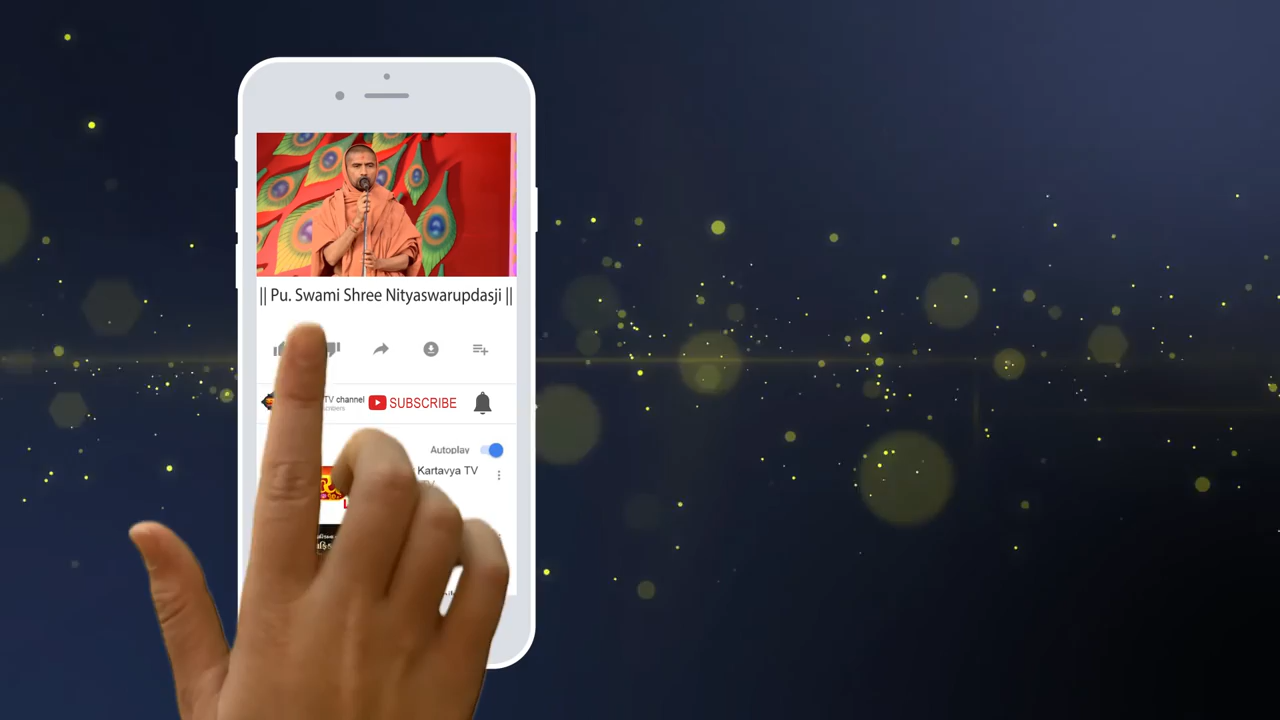 || Pu. Swami Shree Nityaswarupdasji ||
TV channel
SUBSCRIBE
Autoplay
Kartavya TV